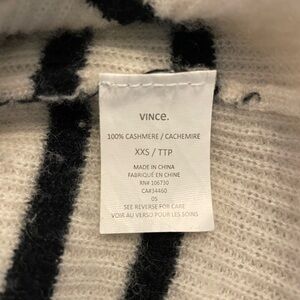 VINCE.
100% CASHMERE / CACHEMIRE
XXS / TTP
MADE IN CHINA
FABRIQUÉ EN CHINE
RN# 106730
CA#34460
05
SEE REVERSE FOR CARE
VOIR AU VERSO POUR LES SOINS